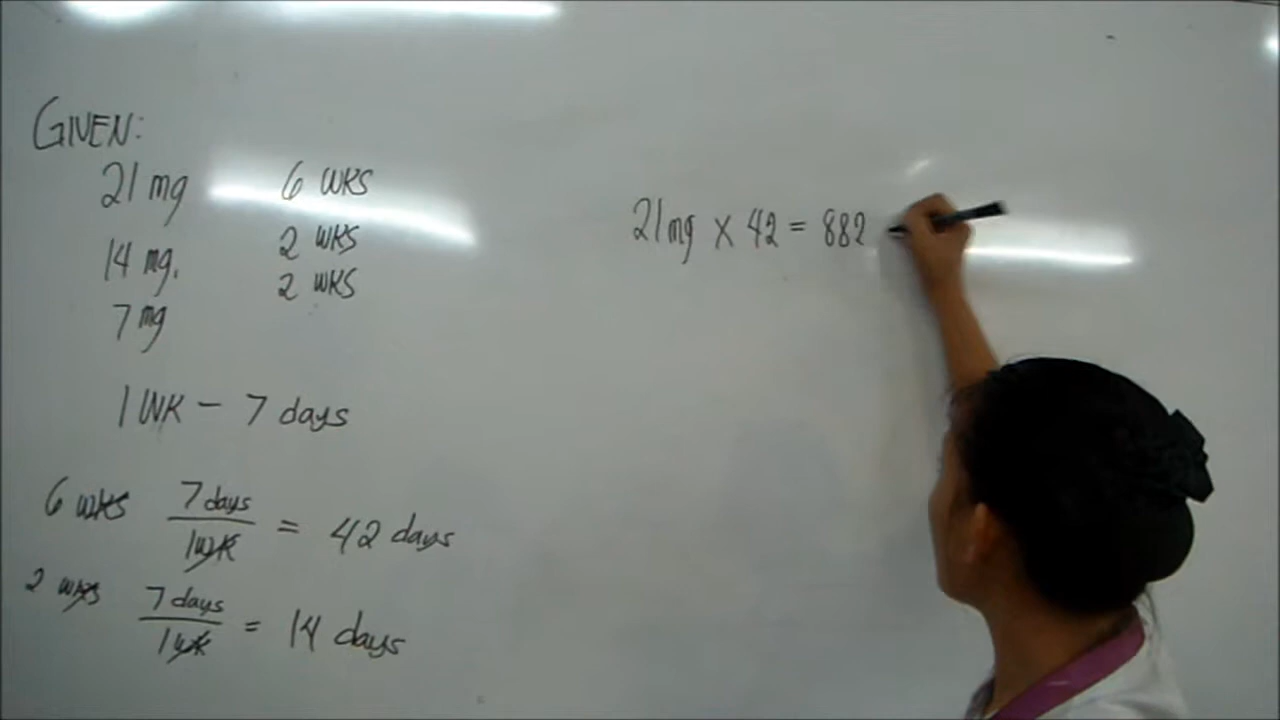 GIVEN:
21 mg 6 WKS
14 mg. 2 WKS
7 mg 2 WKS
1 WK - 7 days
6 wks 7 days / 1 wk = 42 days
2 wks 7 days / 1 wk = 14 days
21 mg x 42 = 882